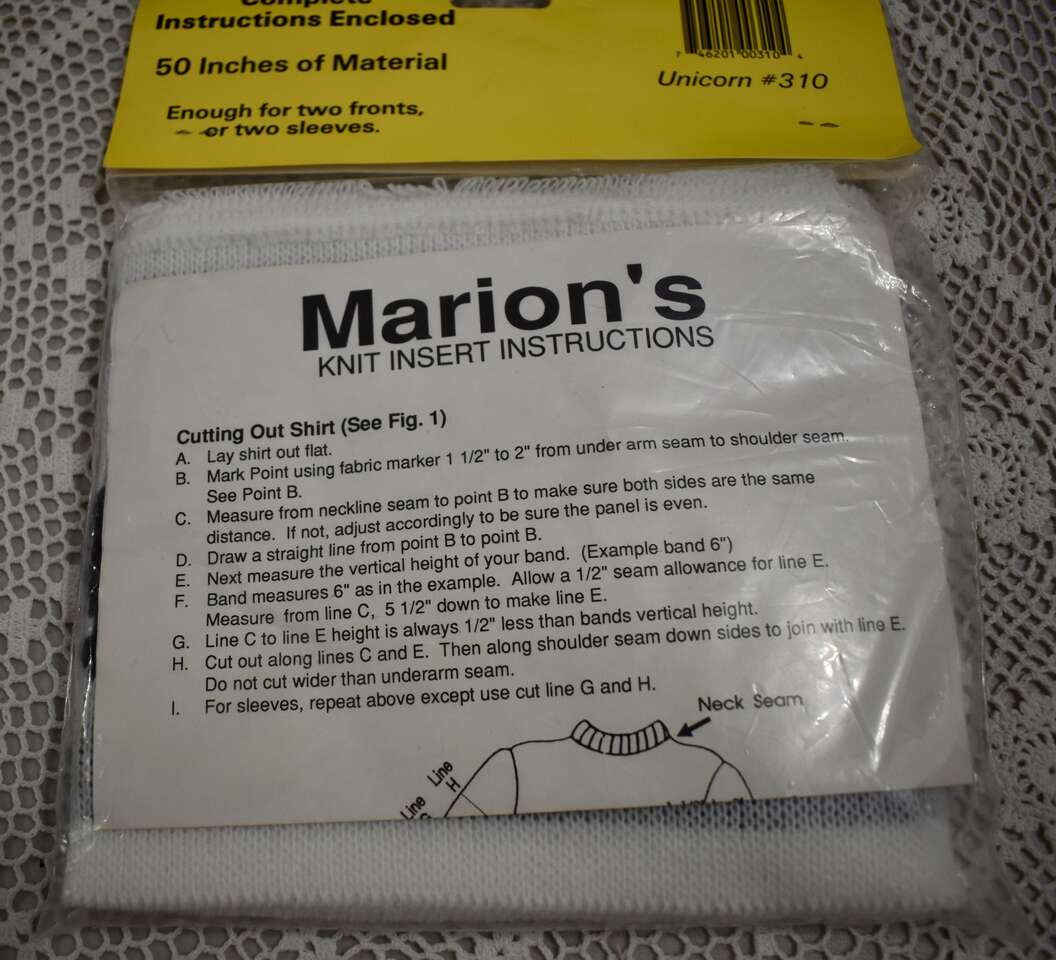 Complete
Instructions Enclosed
50 Inches of Material
Enough for two fronts,
or two sleeves.
7 46201 00310 4
Unicorn #310
Marion's
KNIT INSERT INSTRUCTIONS
Cutting Out Shirt (See Fig. 1)
A. Lay shirt out flat.
B. Mark Point using fabric marker 1 1/2" to 2" from under arm seam to shoulder seam.
See Point B.
C. Measure from neckline seam to point B to make sure both sides are the same
distance. If not, adjust accordingly to be sure the panel is even.
D. Draw a straight line from point B to point B.
E. Next measure the vertical height of your band. (Example band 6")
F. Band measures 6" as in the example. Allow a 1/2" seam allowance for line E.
Measure from line C, 5 1/2" down to make line E.
G. Line C to line E height is always 1/2" less than bands vertical height.
H. Cut out along lines C and E. Then along shoulder seam down sides to join with line E.
Do not cut wider than underarm seam.
I. For sleeves, repeat above except use cut line G and H.
Neck Seam
Line
H
Line